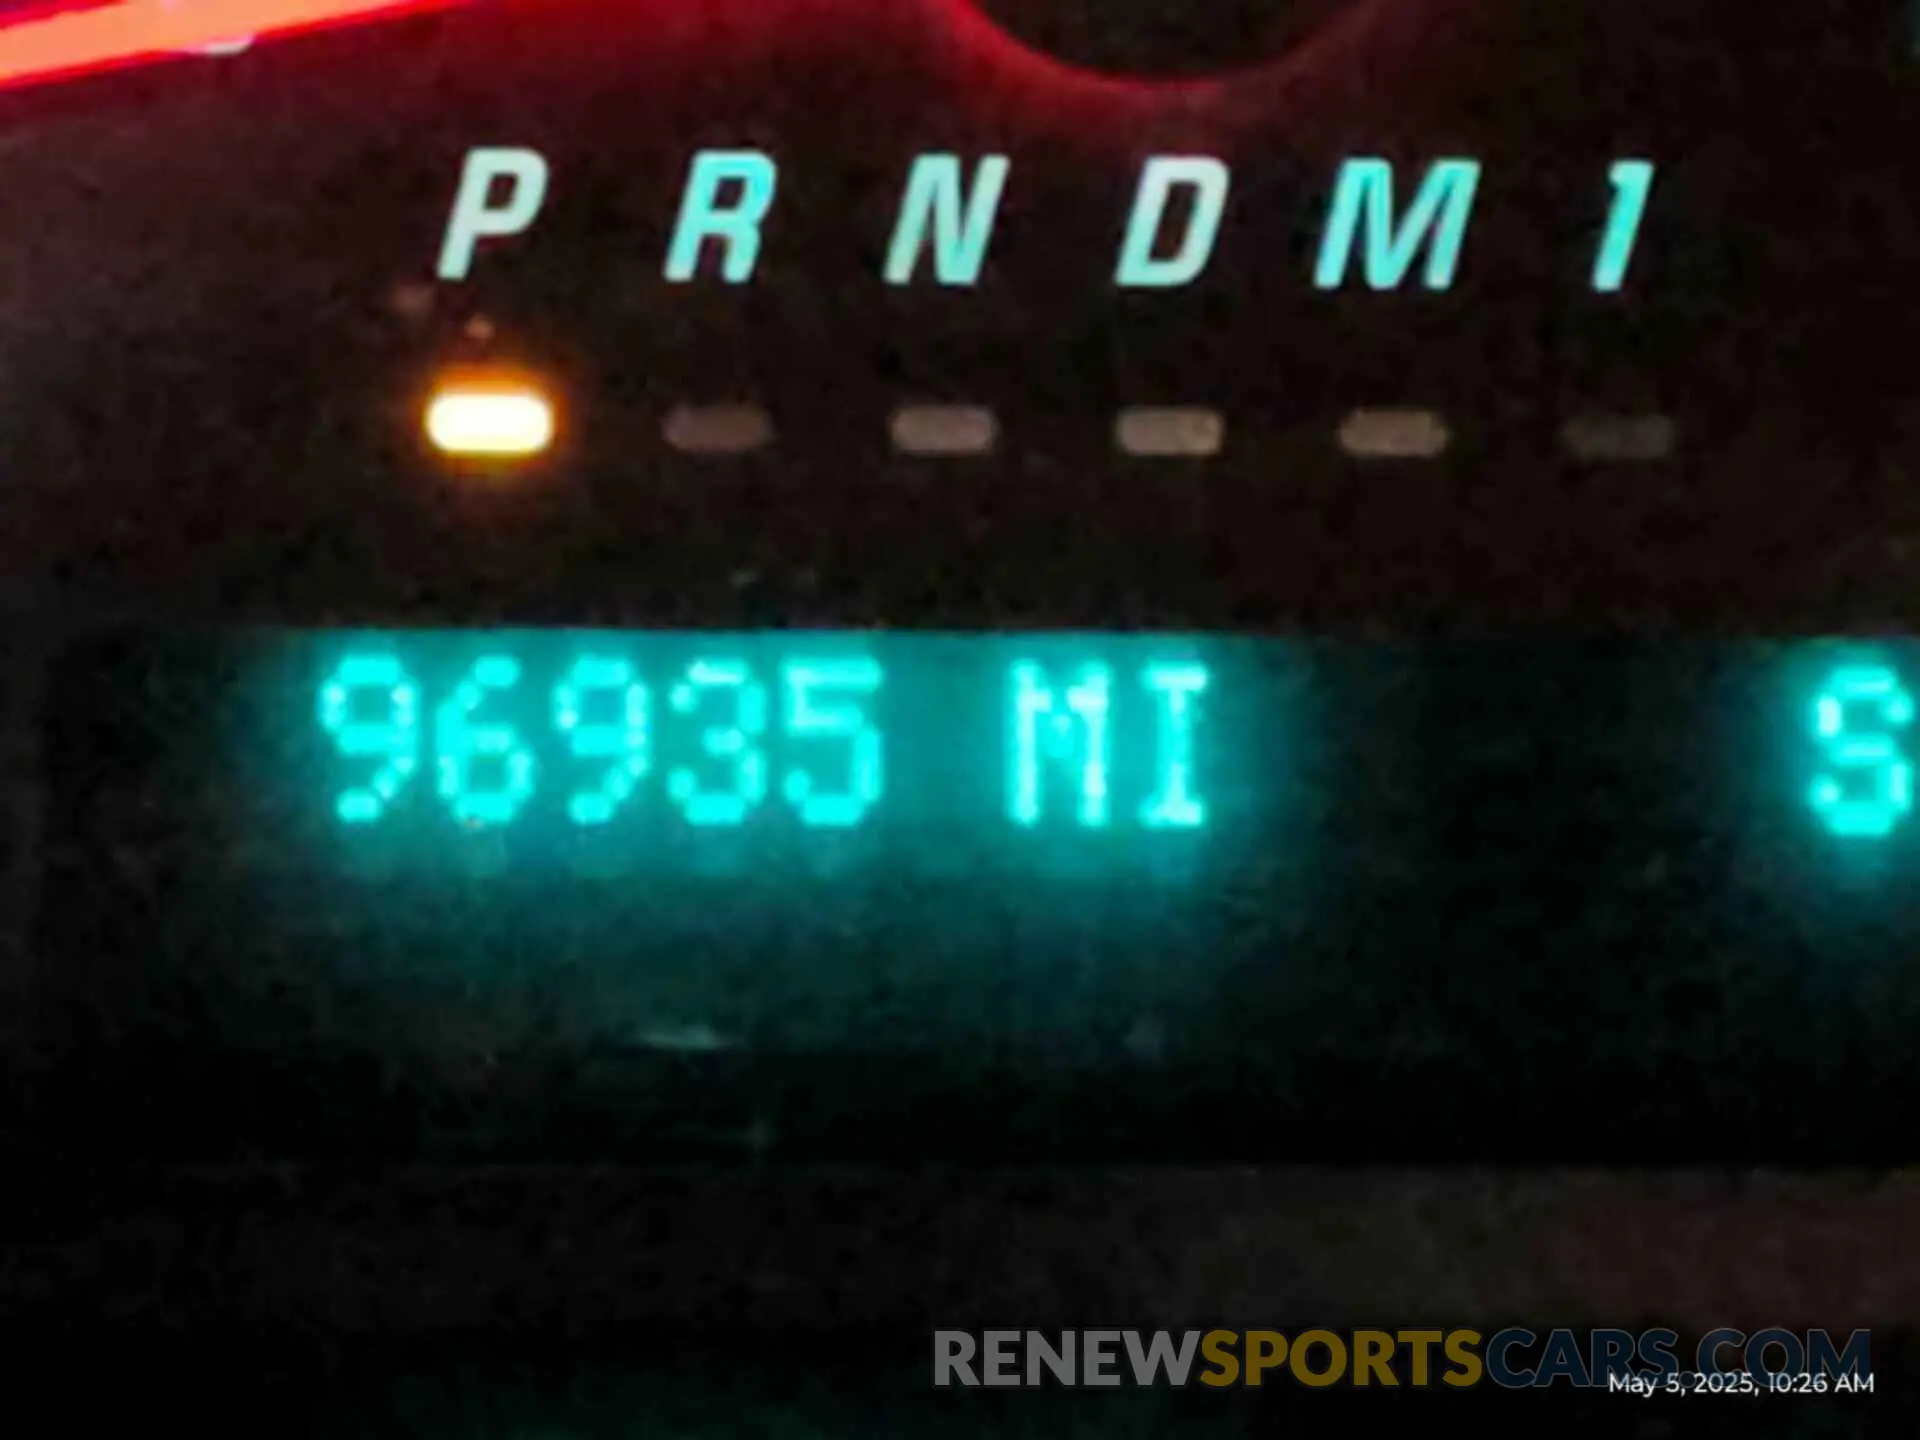 P R N D M 1
96935 MI S
RENEWSPORTSCARS.COM
May 5, 2025, 10:26 AM